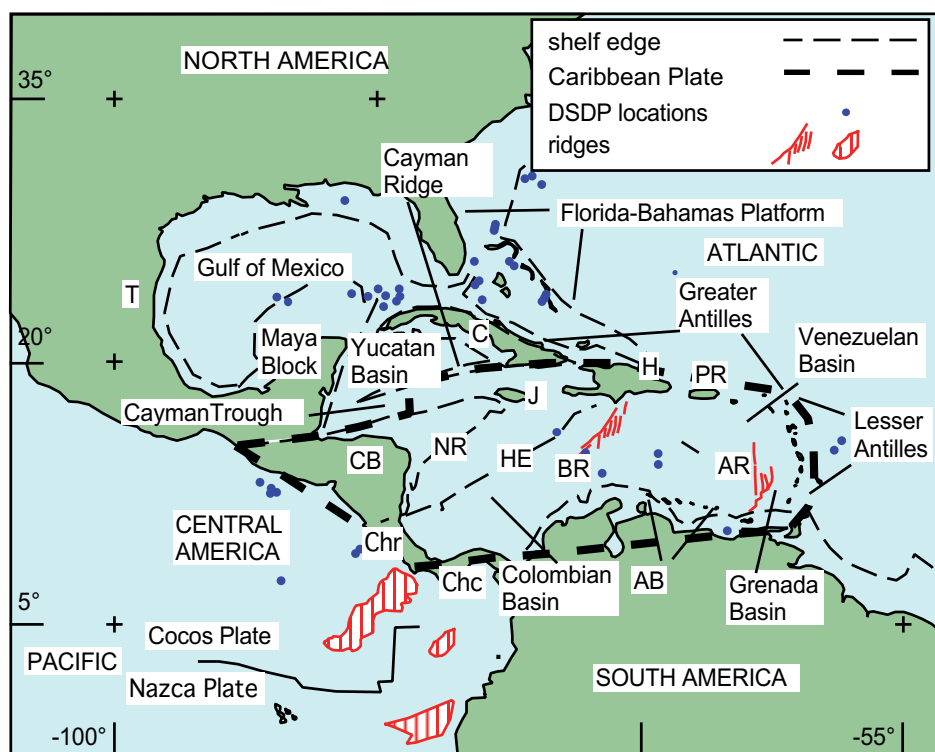 NORTH AMERICA
shelf edge
Caribbean Plate
DSDP locations
ridges
35°
Cayman
Ridge
Florida-Bahamas Platform
ATLANTIC
Gulf of Mexico
T
Greater
Antilles
20°
Maya
Block
Yucatan
Basin
C
H
PR
Venezuelan
Basin
CaymanTrough
J
Lesser
Antilles
CB
NR
HE
BR
AR
CENTRAL
AMERICA
Chr
Chc
Colombian
Basin
AB
Grenada
Basin
5°
Cocos Plate
PACIFIC
Nazca Plate
SOUTH AMERICA
-100°
-55°